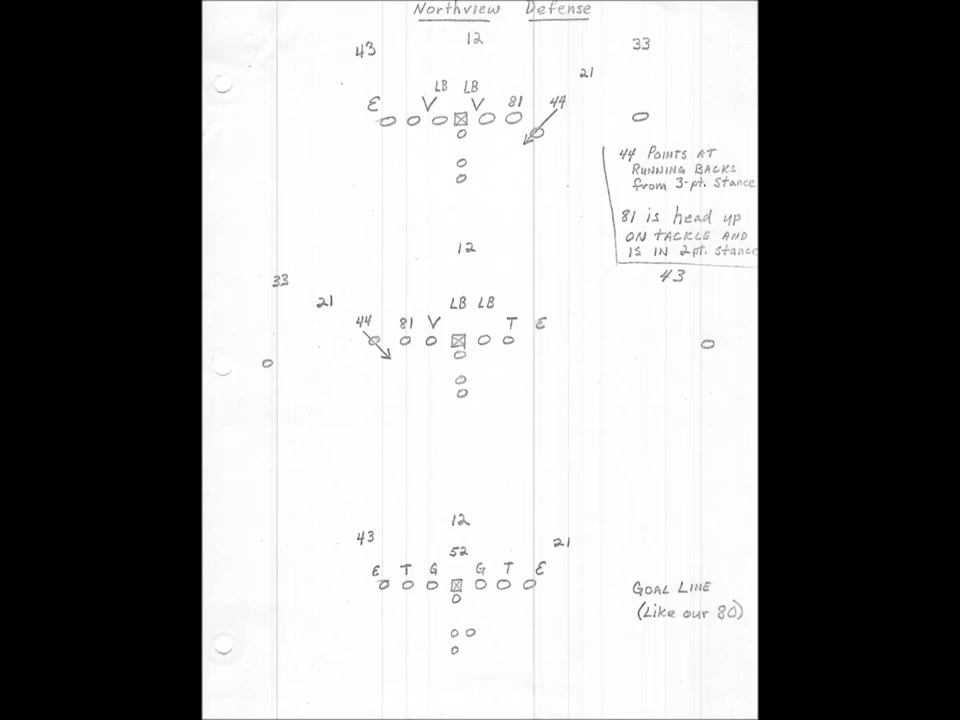 Northview Defense
12
43
33
21
LB LB
E V V 81 44
44 POINTS AT
RUNNING BACKS
from 3-pt. Stance
81 is head up
ON TACKLE AND
IS IN 2pt. Stance
12
43
33
21
LB LB
44 81 V T E
12
43
52
21
E T G G T E
GOAL LINE
(Like our 80)